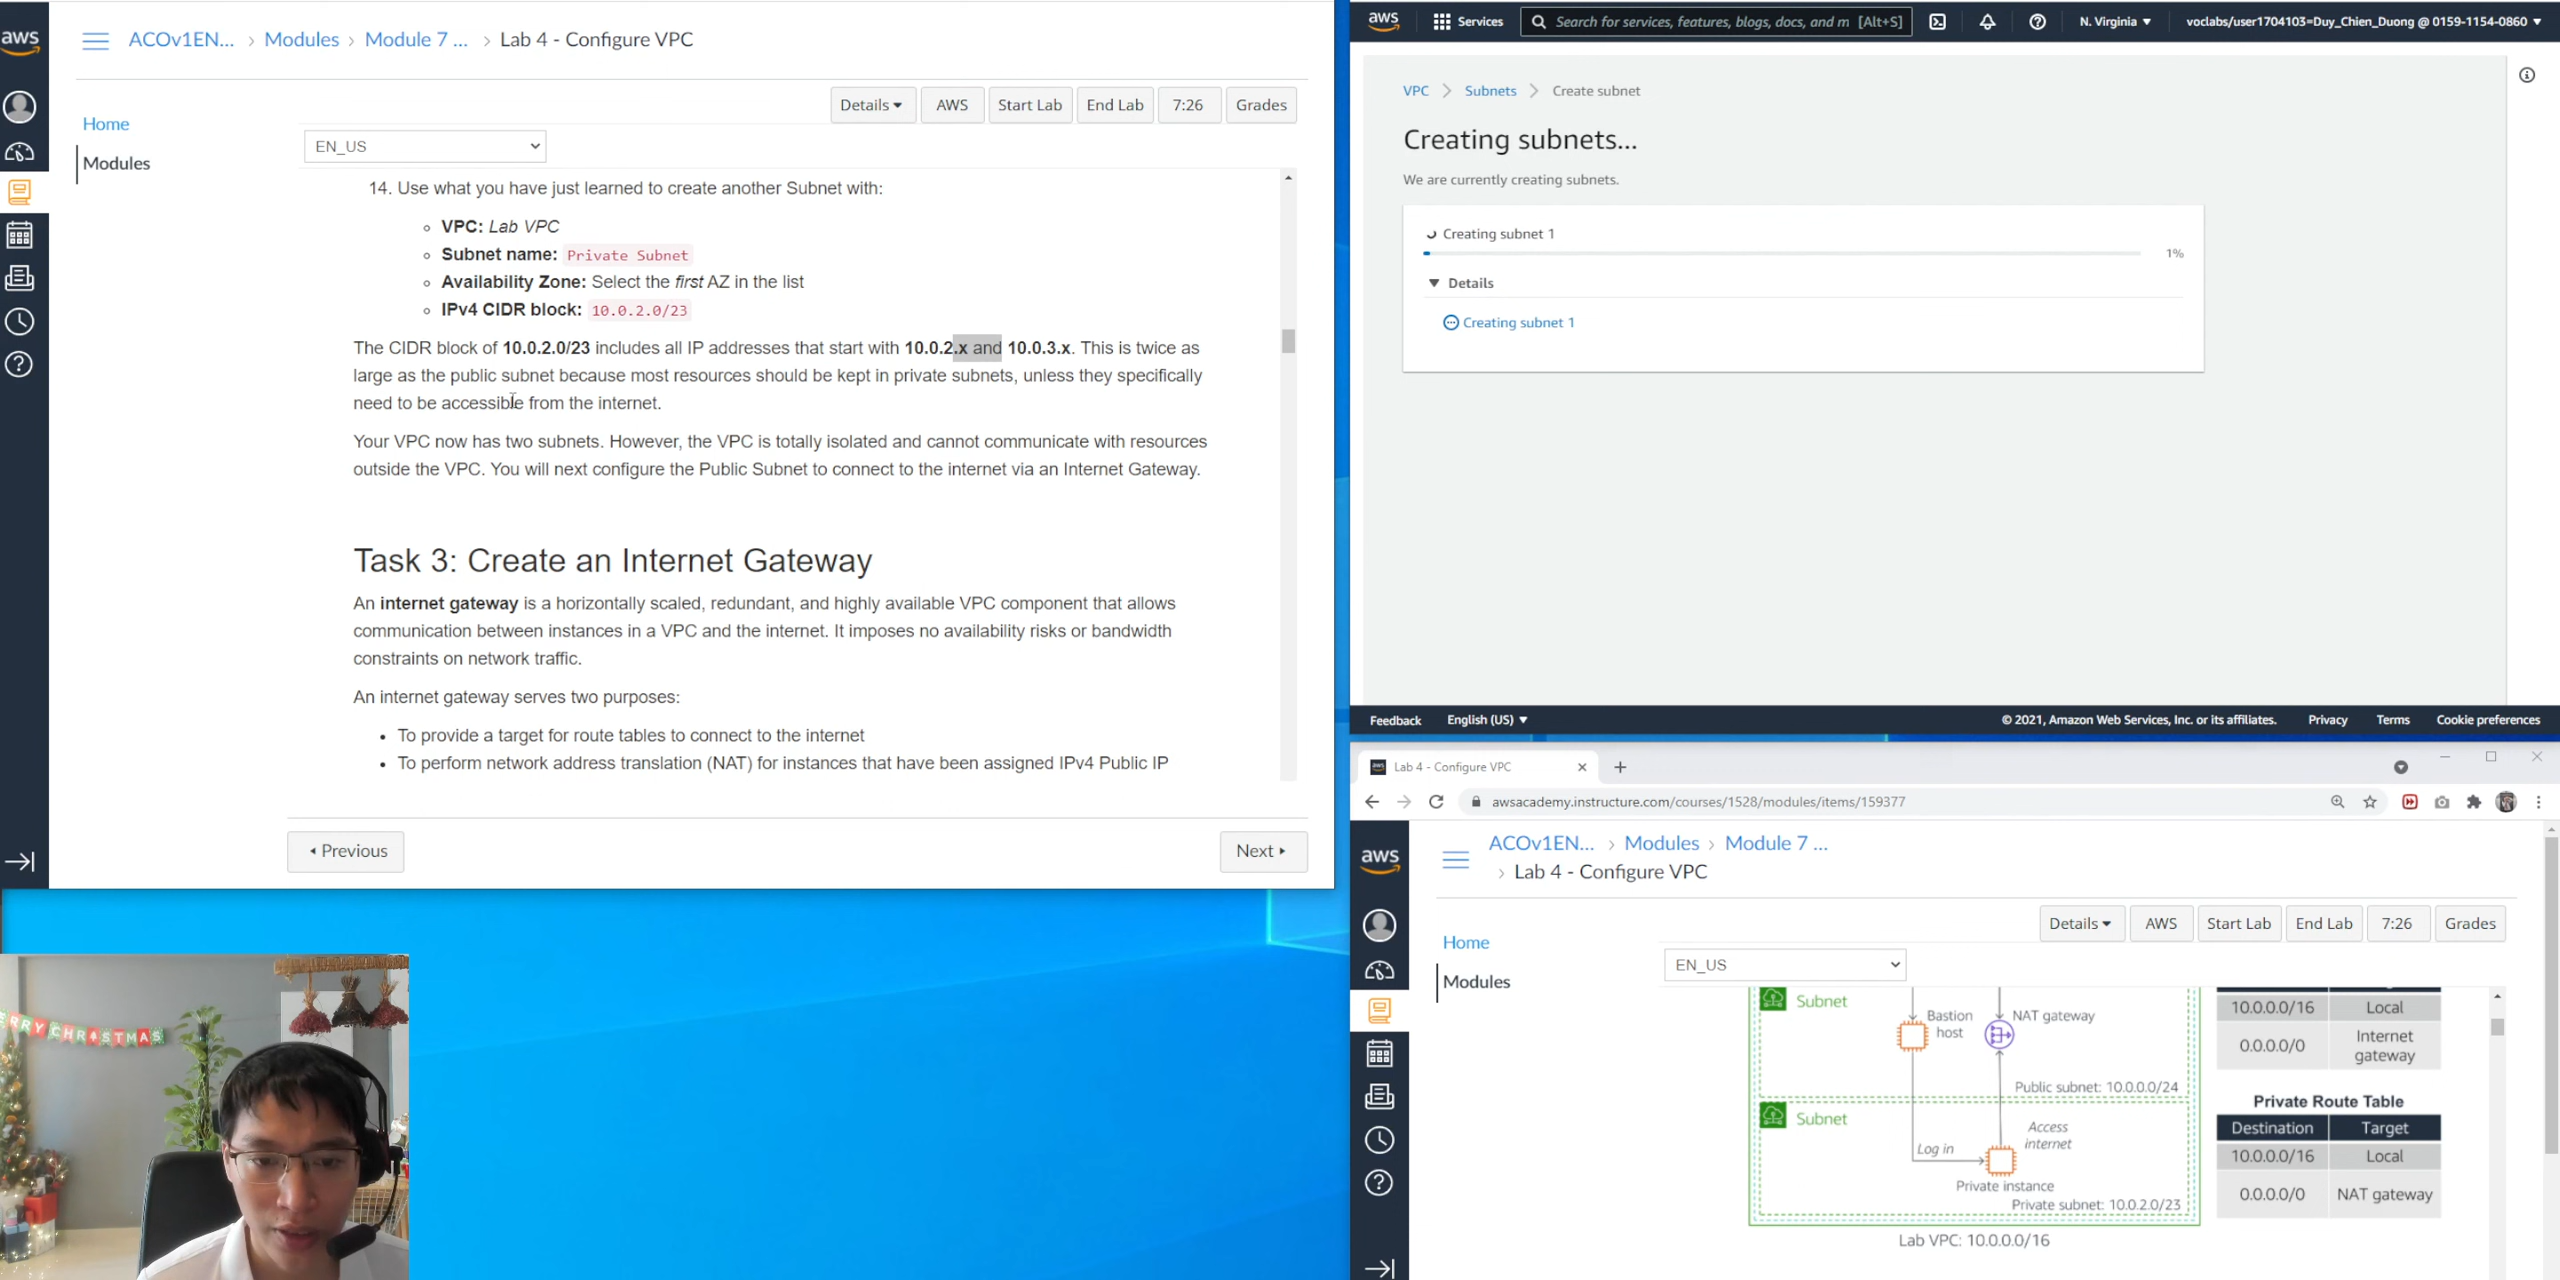 aws
ACOv1EN... › Modules › Module 7 ... › Lab 4 - Configure VPC
Home
Modules
Details AWS Start Lab End Lab 7:26 Grades
EN_US
14. Use what you have just learned to create another Subnet with:
VPC: Lab VPC
Subnet name: Private Subnet
Availability Zone: Select the first AZ in the list
IPv4 CIDR block: 10.0.2.0/23
The CIDR block of 10.0.2.0/23 includes all IP addresses that start with 10.0.2.x and 10.0.3.x. This is twice as
large as the public subnet because most resources should be kept in private subnets, unless they specifically
need to be accessible from the internet.
Your VPC now has two subnets. However, the VPC is totally isolated and cannot communicate with resources
outside the VPC. You will next configure the Public Subnet to connect to the internet via an Internet Gateway.
Task 3: Create an Internet Gateway
An internet gateway is a horizontally scaled, redundant, and highly available VPC component that allows
communication between instances in a VPC and the internet. It imposes no availability risks or bandwidth
constraints on network traffic.
An internet gateway serves two purposes:
• To provide a target for route tables to connect to the internet
• To perform network address translation (NAT) for instances that have been assigned IPv4 Public IP
Previous
Next
aws Services Search for services, features, blogs, docs, and m [Alt+S] N. Virginia voclabs/user1704103=Duy_Chien_Duong @ 0159-1154-0860
VPC > Subnets > Create subnet
Creating subnets...
We are currently creating subnets.
Creating subnet 1
1%
Details
Creating subnet 1
Feedback English (US) © 2021, Amazon Web Services, Inc. or its affiliates. Privacy Terms Cookie preferences
Lab 4 - Configure VPC
awsacademy.instructure.com/courses/1528/modules/items/159377
aws
ACOv1EN... › Modules › Module 7 ...
› Lab 4 - Configure VPC
Details AWS Start Lab End Lab 7:26 Grades
Home
Modules
EN_US
Subnet
Bastion
host
NAT gateway
Public subnet: 10.0.0.0/24
Subnet
Access
internet
Log in
Private instance
Private subnet: 10.0.2.0/23
Lab VPC: 10.0.0.0/16
10.0.0.0/16 Local
0.0.0.0/0 Internet
gateway
Private Route Table
Destination Target
10.0.0.0/16 Local
0.0.0.0/0 NAT gateway
ERRY CHRASTMAS